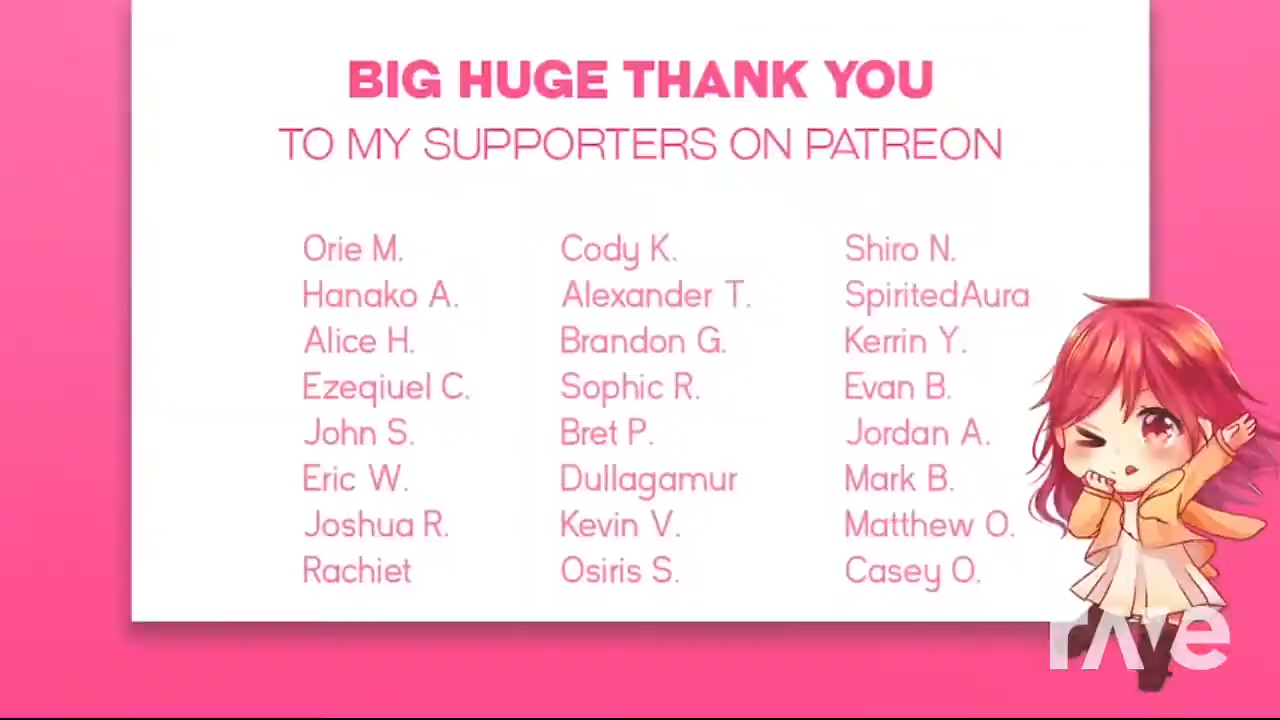 BIG HUGE THANK YOU
TO MY SUPPORTERS ON PATREON
Orie M.
Hanako A.
Alice H.
Ezeqiuel C.
John S.
Eric W.
Joshua R.
Rachiet
Cody K.
Alexander T.
Brandon G.
Sophic R.
Bret P.
Dullagamur
Kevin V.
Osiris S.
Shiro N.
SpiritedAura
Kerrin Y.
Evan B.
Jordan A.
Mark B.
Matthew O.
Casey O.
rave